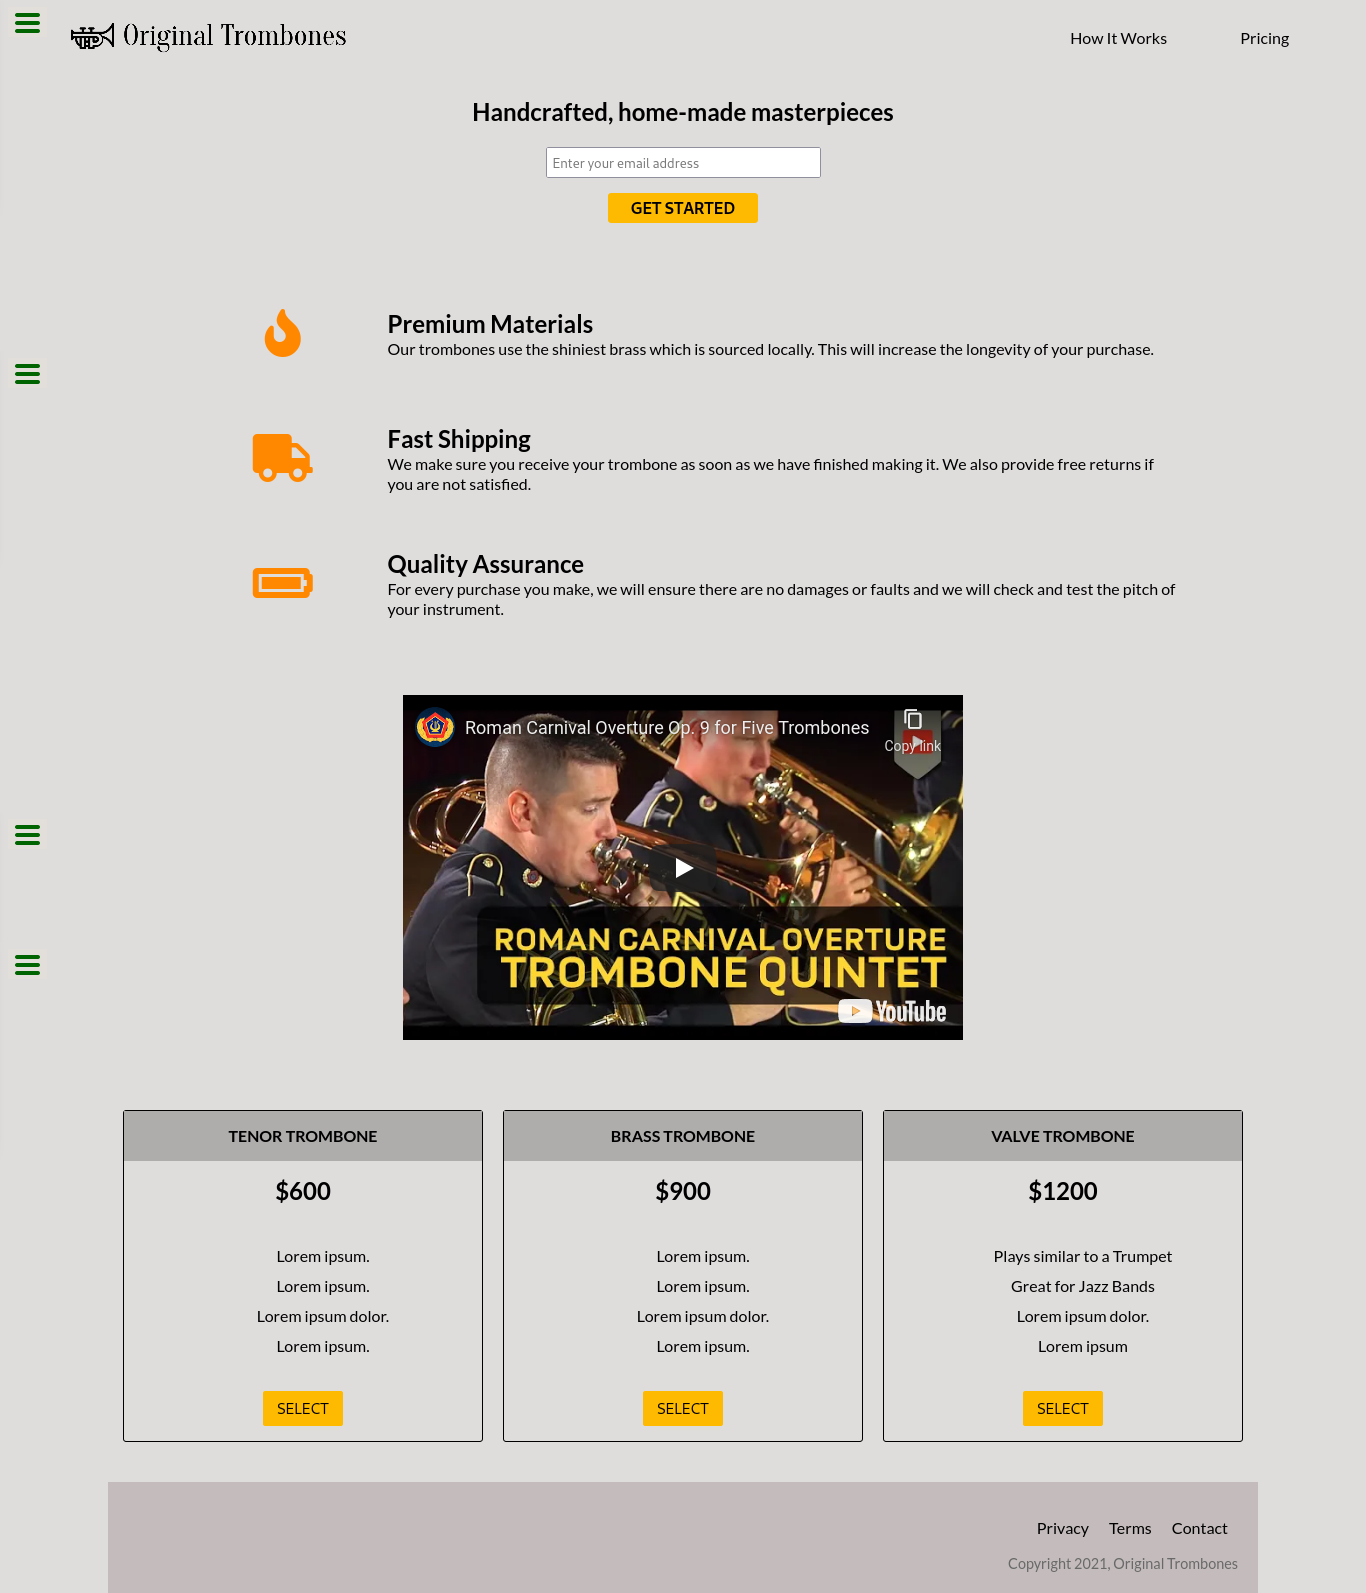 Original Trombones
How It Works
Pricing
Handcrafted, home-made masterpieces
Enter your email address
GET STARTED
Premium Materials
Our trombones use the shiniest brass which is sourced locally. This will increase the longevity of your purchase.
Fast Shipping
We make sure you receive your trombone as soon as we have finished making it. We also provide free returns if
you are not satisfied.
Quality Assurance
For every purchase you make, we will ensure there are no damages or faults and we will check and test the pitch of
your instrument.
Roman Carnival Overture Op. 9 for Five Trombones
Copy link
ROMAN CARNIVAL OVERTURE
TROMBONE QUINTET
YouTube
TENOR TROMBONE
$600
Lorem ipsum.
Lorem ipsum.
Lorem ipsum dolor.
Lorem ipsum.
SELECT
BRASS TROMBONE
$900
Lorem ipsum.
Lorem ipsum.
Lorem ipsum dolor.
Lorem ipsum.
SELECT
VALVE TROMBONE
$1200
Plays similar to a Trumpet
Great for Jazz Bands
Lorem ipsum dolor.
Lorem ipsum
SELECT
Privacy Terms Contact
Copyright 2021, Original Trombones